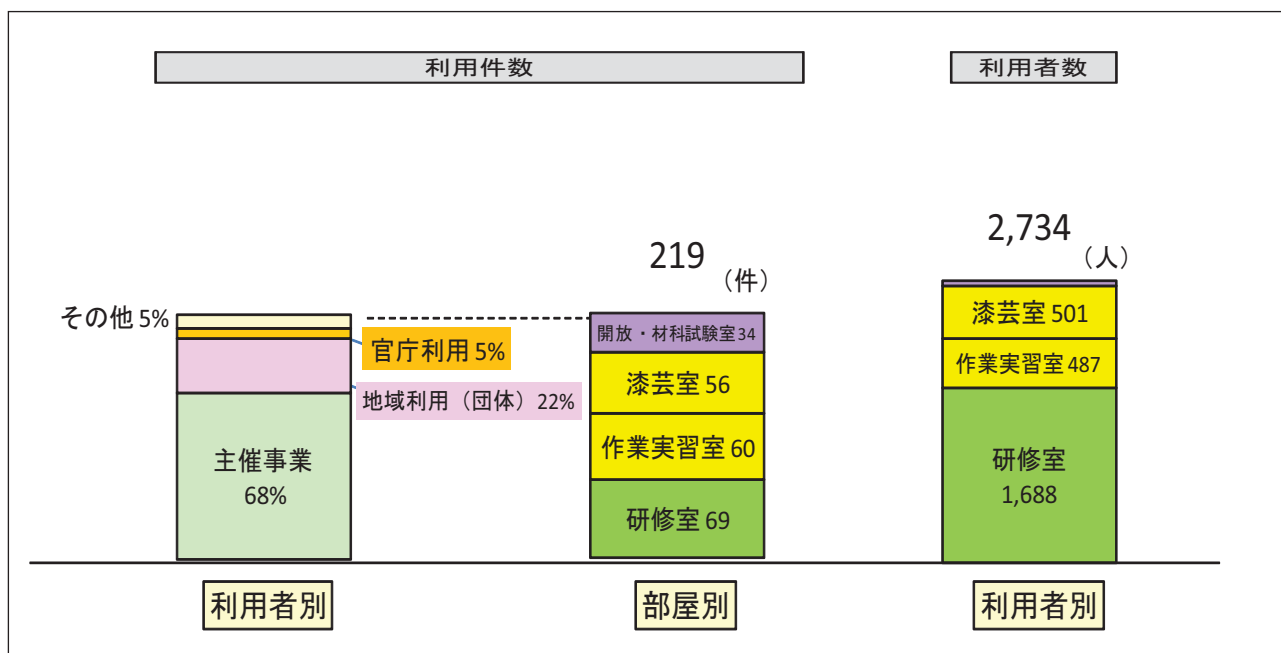 利用件数
利用者数
2,734
（人）
219
（件）
その他 5%
官庁利用 5%
地域利用（団体）22%
主催事業
68%
開放・材科試験室 34
漆芸室 56
作業実習室 60
研修室 69
漆芸室 501
作業実習室 487
研修室
1,688
利用者別
部屋別
利用者別